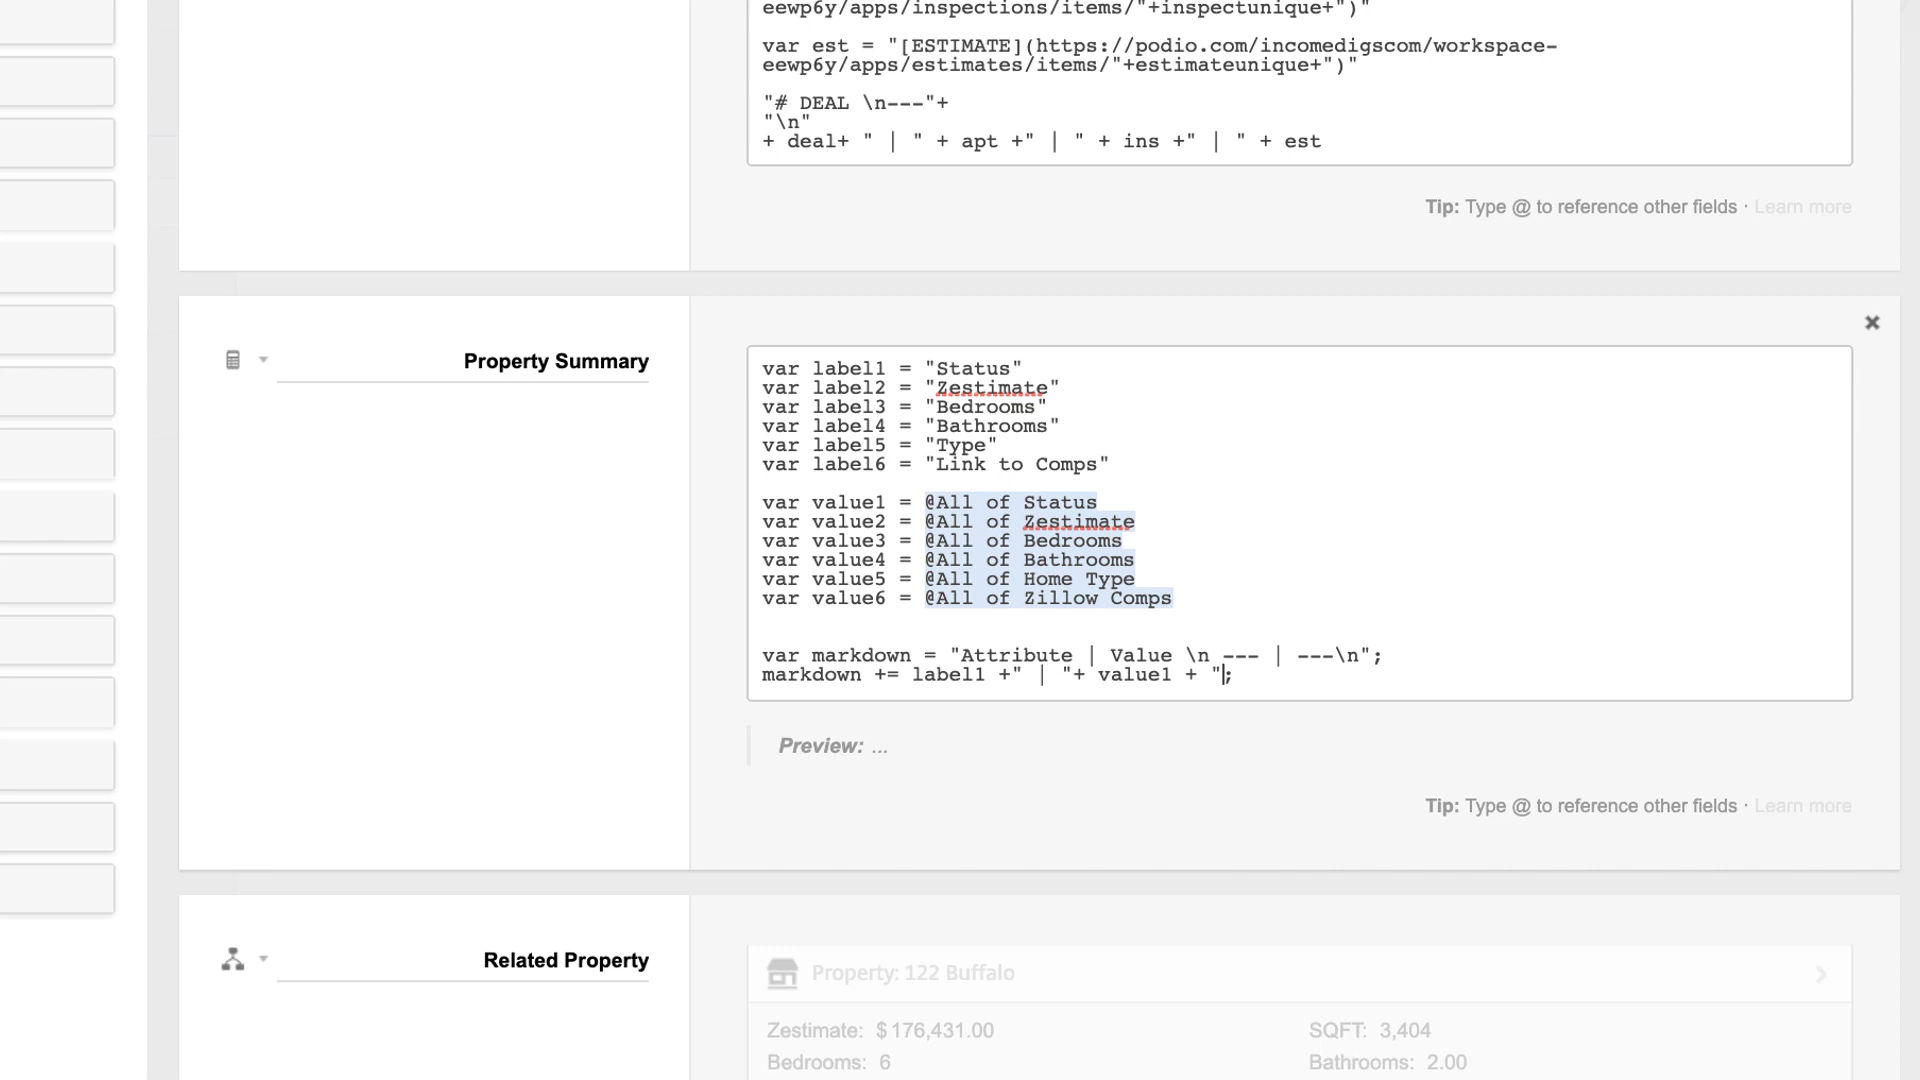 eewp6y/apps/inspections/items/"+inspectunique+")"
var est = "[ESTIMATE](https://podio.com/incomedigscom/workspace-
eewp6y/apps/estimates/items/"+estimateunique+")"
"# DEAL \n---"+
"\n"
+ deal+ " | " + apt +" | " + ins +" | " + est
Tip: Type @ to reference other fields · Learn more
Property Summary
var label1 = "Status"
var label2 = "Zestimate"
var label3 = "Bedrooms"
var label4 = "Bathrooms"
var label5 = "Type"
var label6 = "Link to Comps"
var value1 = @All of Status
var value2 = @All of Zestimate
var value3 = @All of Bedrooms
var value4 = @All of Bathrooms
var value5 = @All of Home Type
var value6 = @All of Zillow Comps
var markdown = "Attribute | Value \n --- | ---\n";
markdown += label1 +" | "+ value1 + ";
Preview: ...
Tip: Type @ to reference other fields · Learn more
Related Property
Property: 122 Buffalo
Zestimate: $176,431.00 SQFT: 3,404
Bedrooms: 6 Bathrooms: 2.00